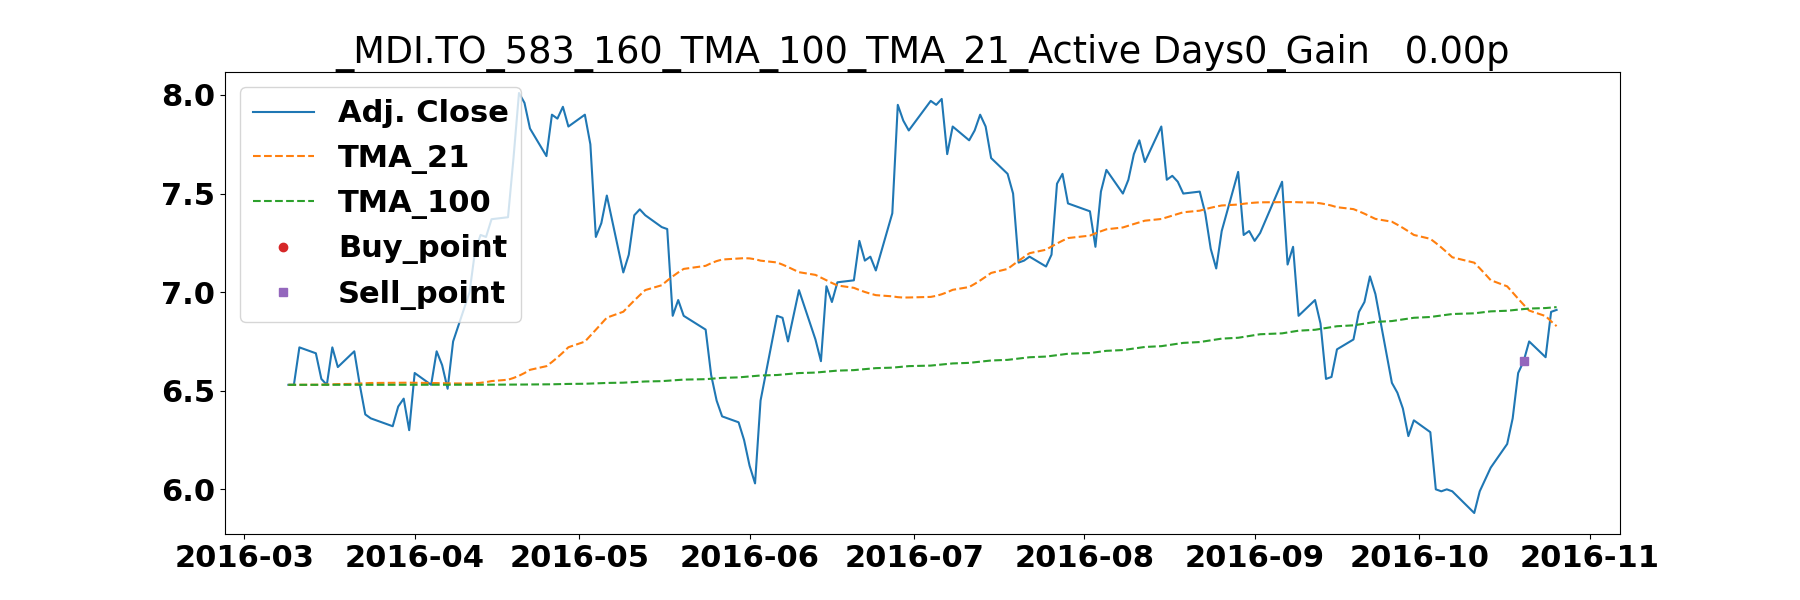 _MDI.TO_583_160_TMA_100_TMA_21_Active Days0_Gain   0.00p
8.0
7.5
7.0
6.5
6.0
Adj. Close
TMA_21
TMA_100
Buy_point
Sell_point
2016-03 2016-04 2016-05 2016-06 2016-07 2016-08 2016-09 2016-10 2016-11